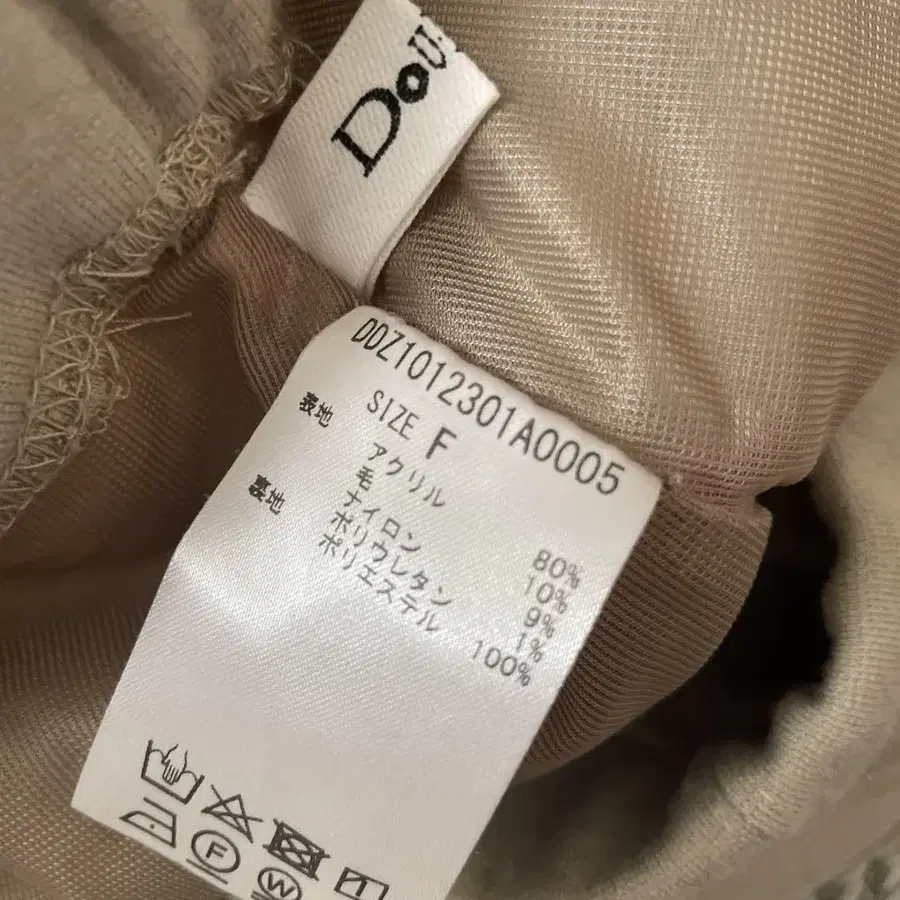 DOU
DDZ1012301A0005
SIZE F
表地 アクリル 80%
毛 10%
ナイロン 9%
ポリウレタン 1%
裏地 ポリエステル 100%
F
W